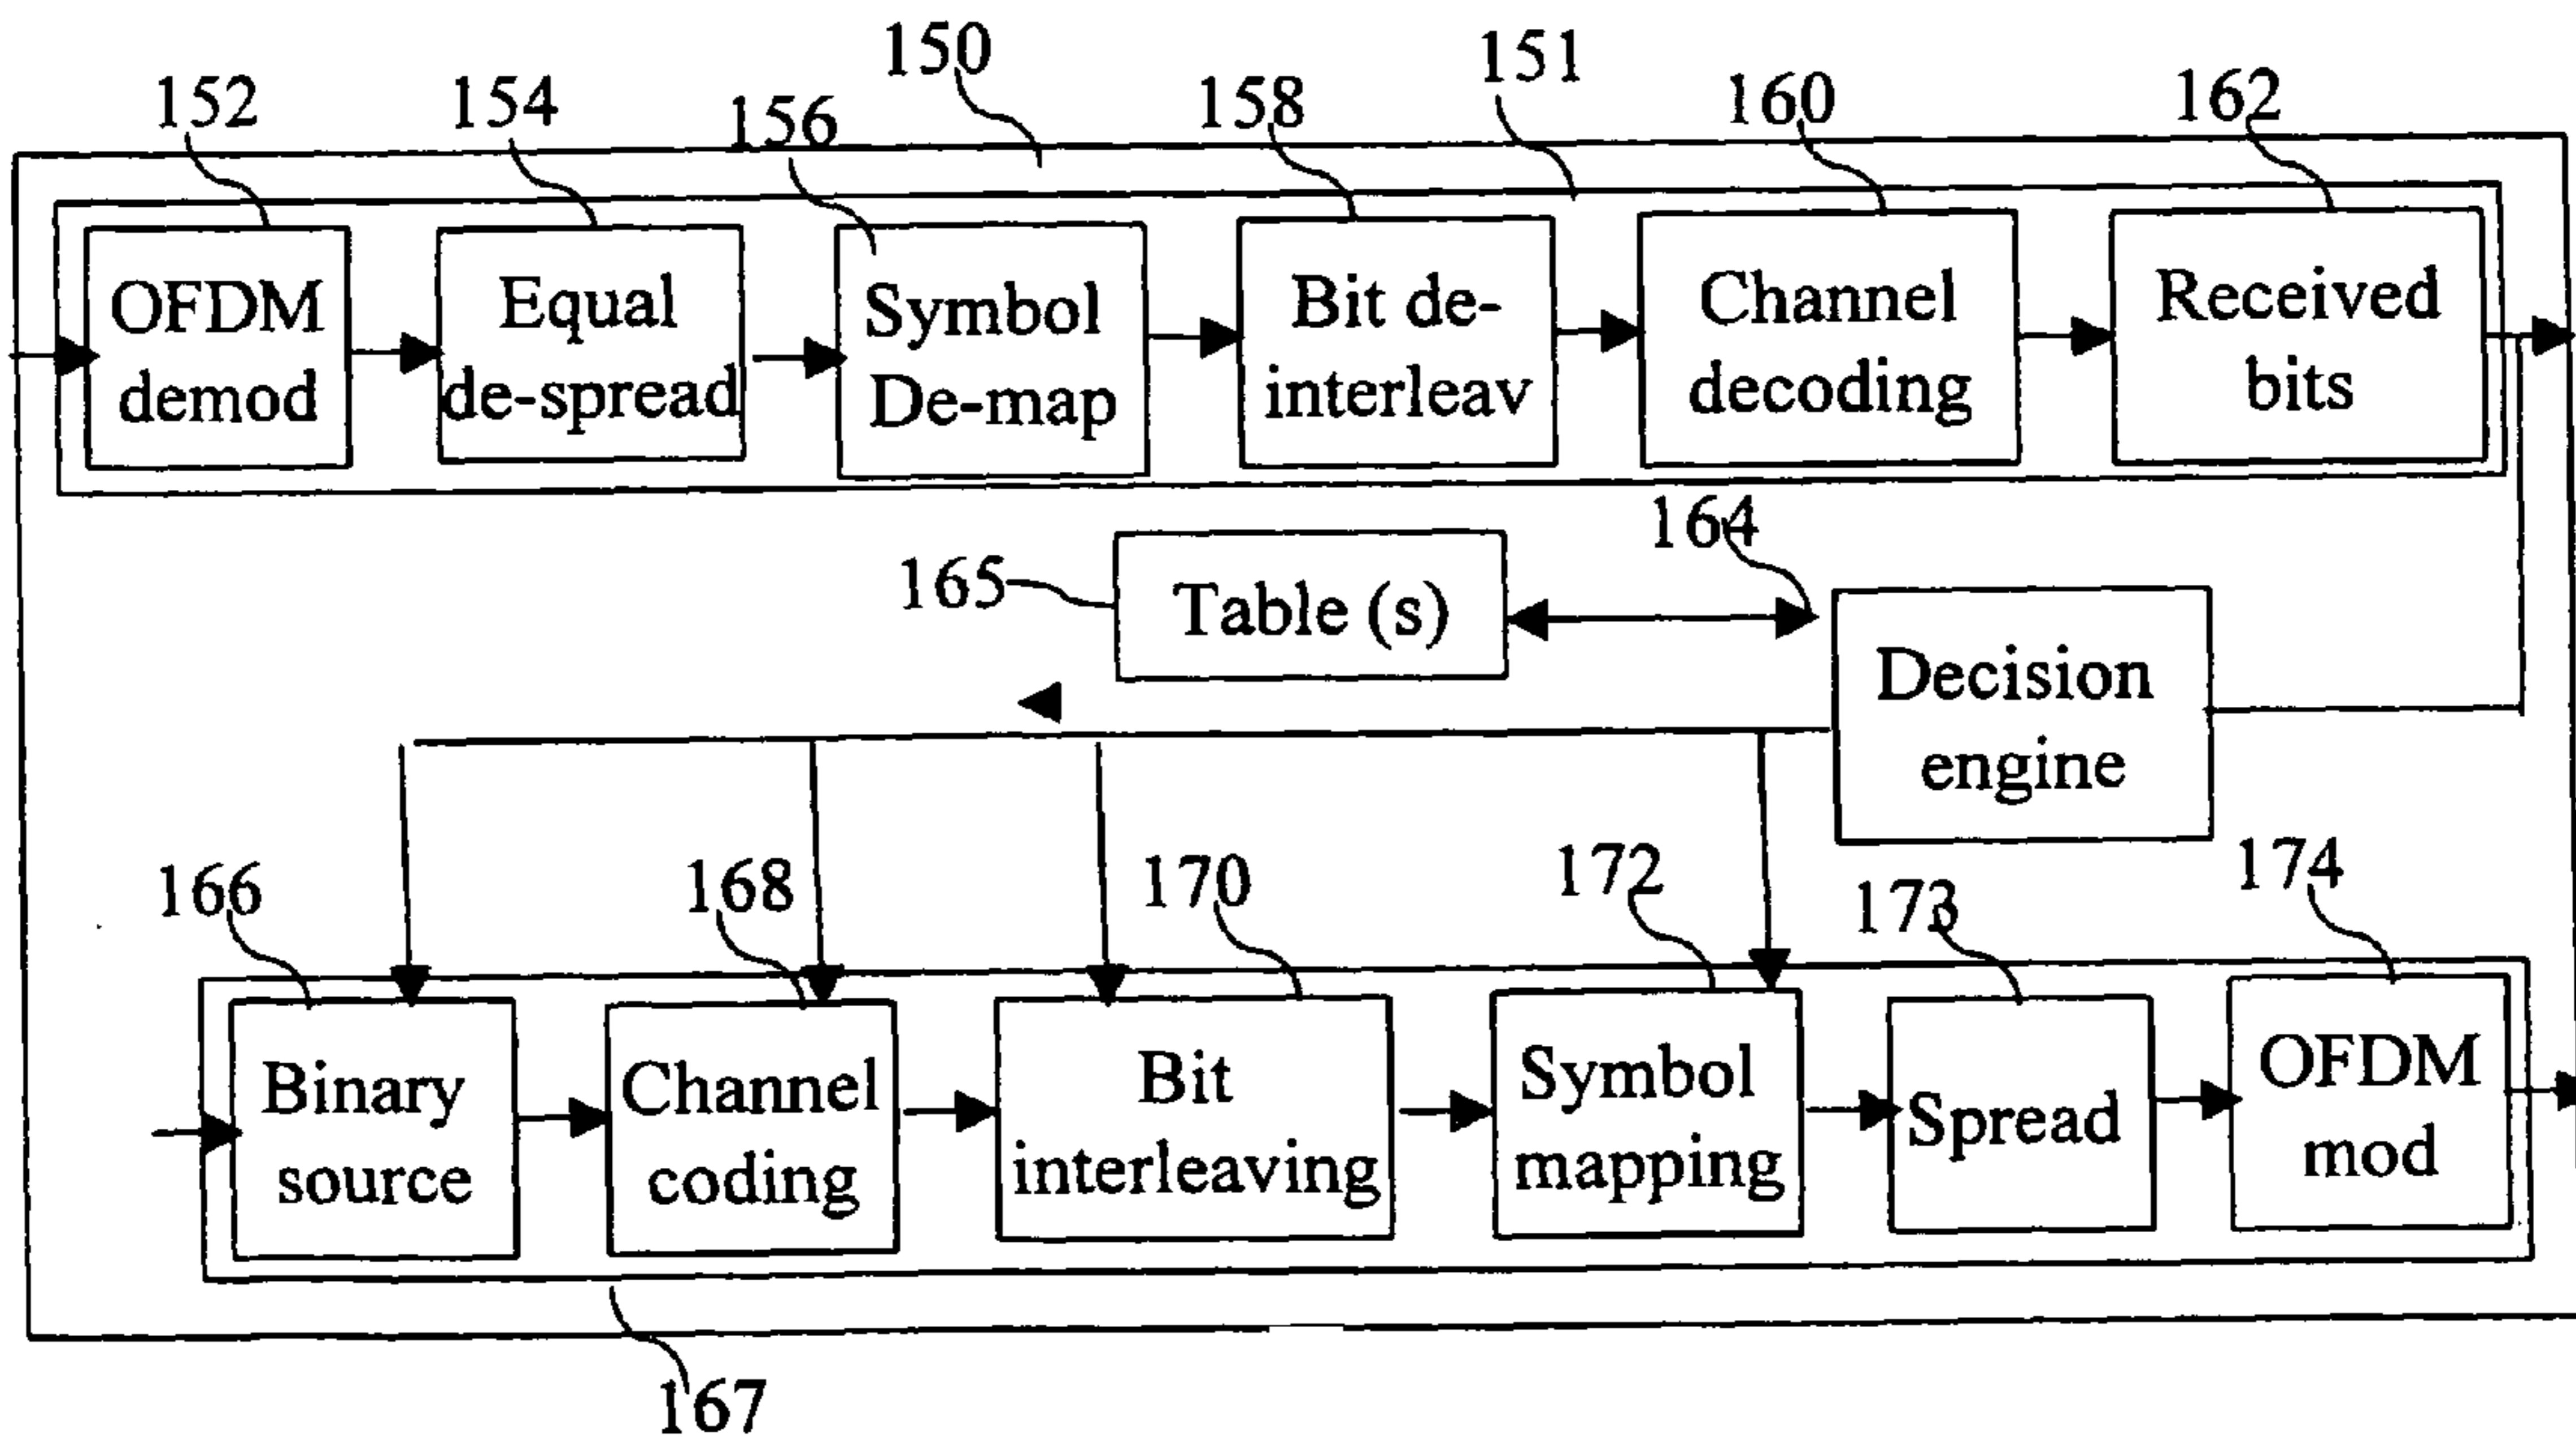 150
151
152
154
156
158
160
162
OFDM
demod
Equal
de-spread
Symbol
De-map
Bit de-
interleav
Channel
decoding
Received
bits
164
165
Table (s)
Decision
engine
166
168
170
172
173
174
Binary
source
Channel
coding
Bit
interleaving
Symbol
mapping
Spread
OFDM
mod
167